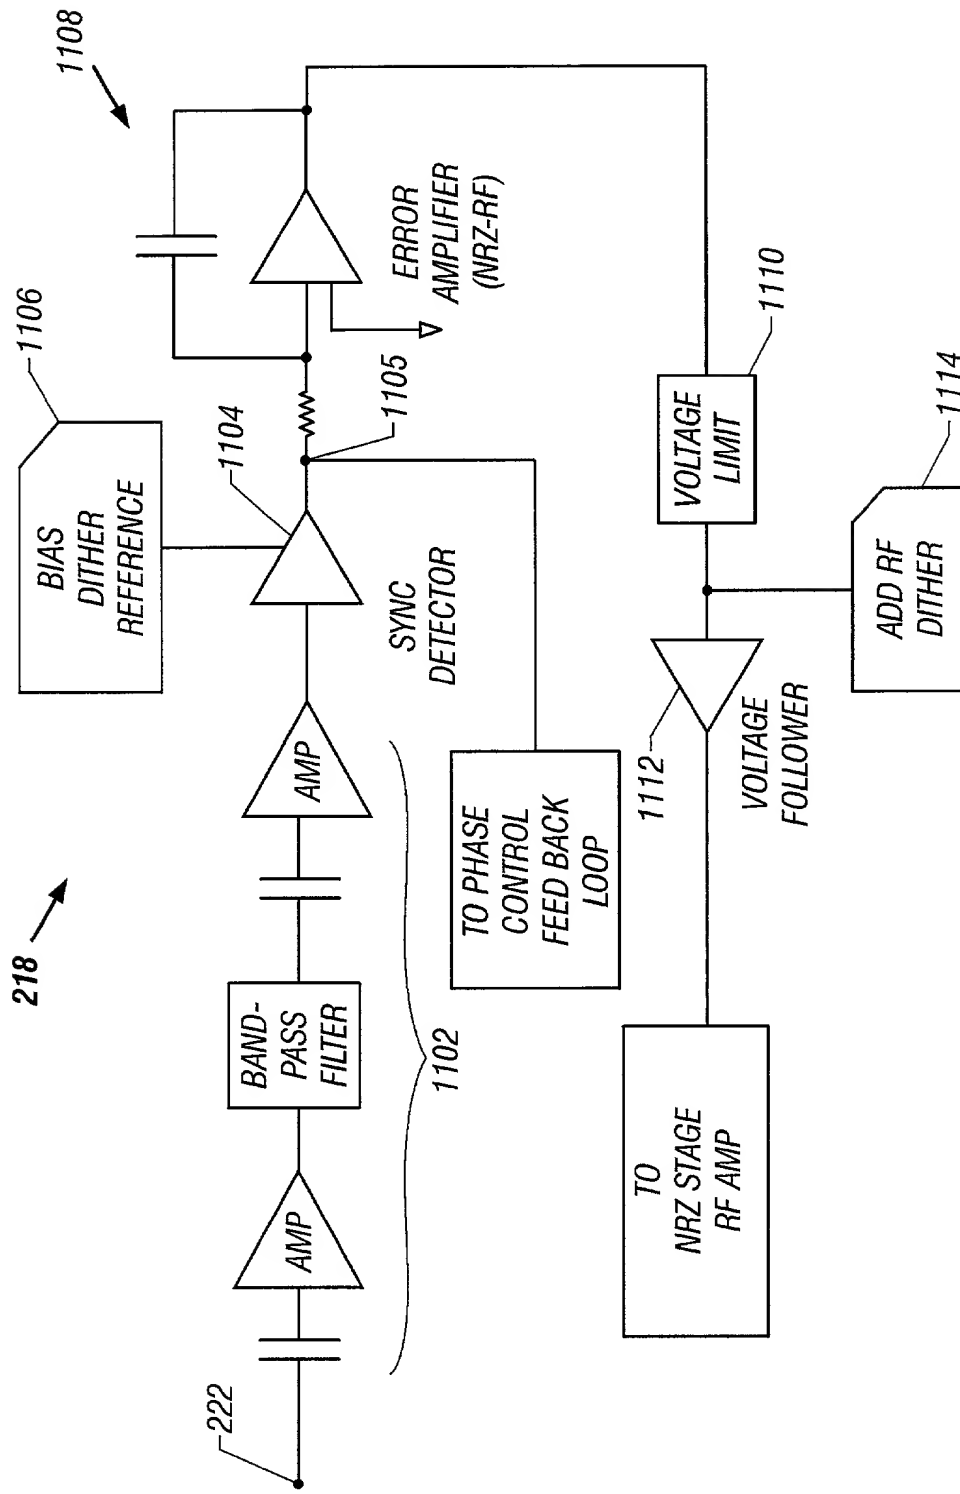 218
222
AMP
BAND-
PASS
FILTER
AMP
1102
SYNC
DETECTOR
1104
BIAS
DITHER
REFERENCE
1106
1105
ERROR
AMPLIFIER
(NRZ-RF)
1108
TO PHASE
CONTROL
FEED BACK
LOOP
TO
NRZ STAGE
RF AMP
1112
VOLTAGE
FOLLOWER
VOLTAGE
LIMIT
1110
ADD RF
DITHER
1114